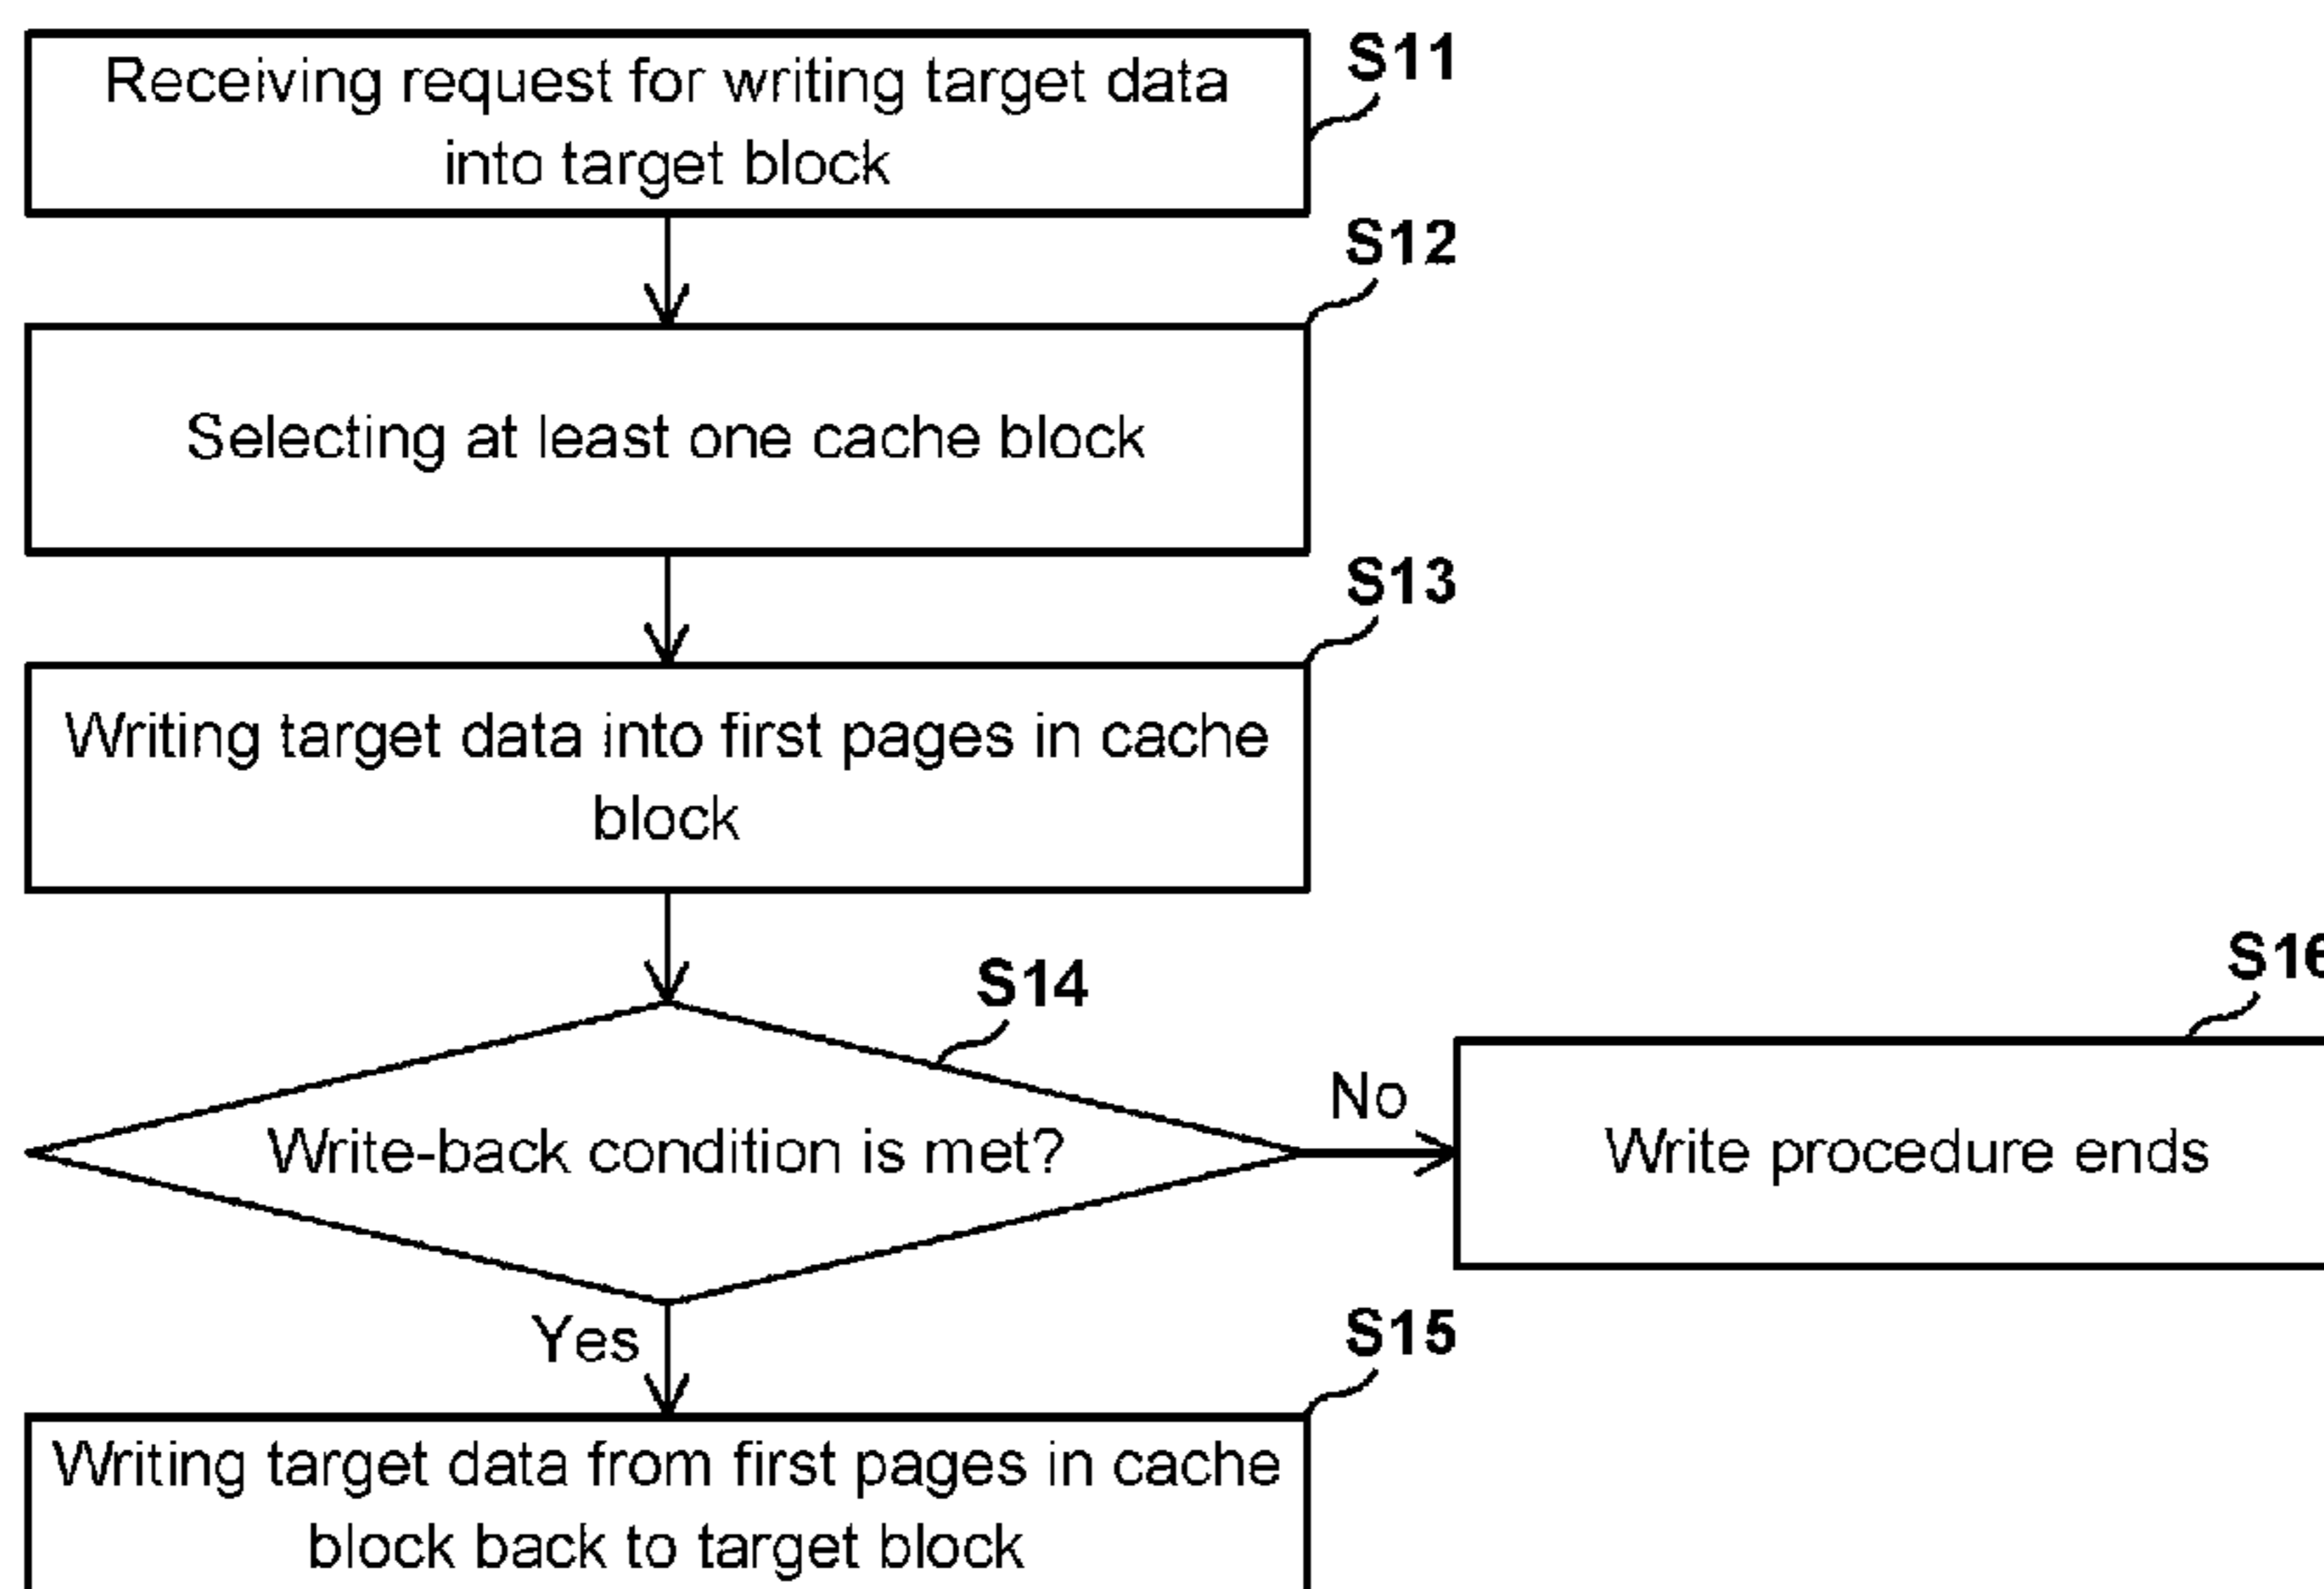 Receiving request for writing target data
into target block
S11
Selecting at least one cache block
S12
Writing target data into first pages in cache
block
S13
Write-back condition is met?
S14
No
Write procedure ends
S16
Yes
Writing target data from first pages in cache
block back to target block
S15